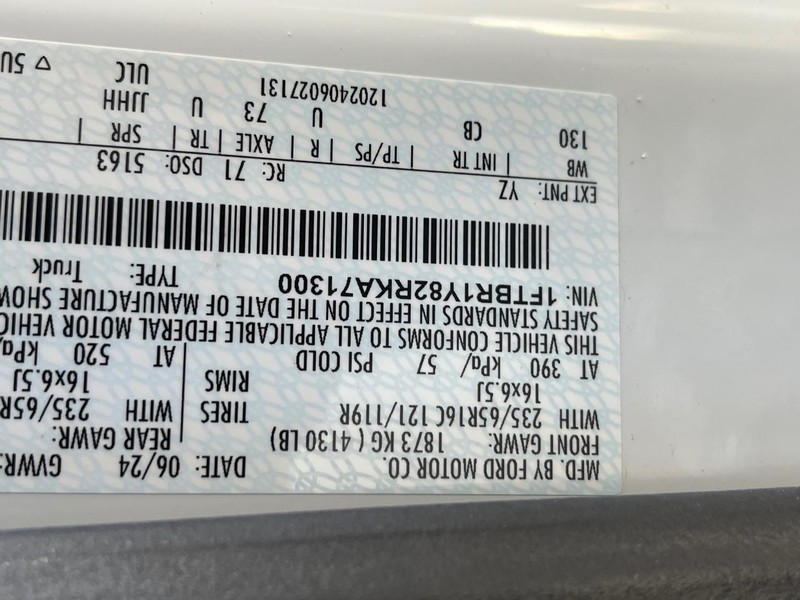 MFD. BY FORD MOTOR CO. DATE: 06/24 GVWR:
FRONT GAWR: 1873 KG ( 4130 LB) REAR GAWR:
WITH 235/65R16C 121/119R TIRES WITH 235/65R
16x6.5J RIMS 16x6.5J
AT 390 kPa/ 57 PSI COLD AT 520 kPa/
THIS VEHICLE CONFORMS TO ALL APPLICABLE FEDERAL MOTOR VEHIC
SAFETY STANDARDS IN EFFECT ON THE DATE OF MANUFACTURE SHOW
VIN: 1FTBR1Y82RKA71300 TYPE: Truck
EXT PNT: YZ RC: 71 DSO: 5163
WB | INT TR | TP/PS | R | AXLE | TR | SPR |
130 CB U 73 U JJHH
1202406027131 ULC ▽ 5U